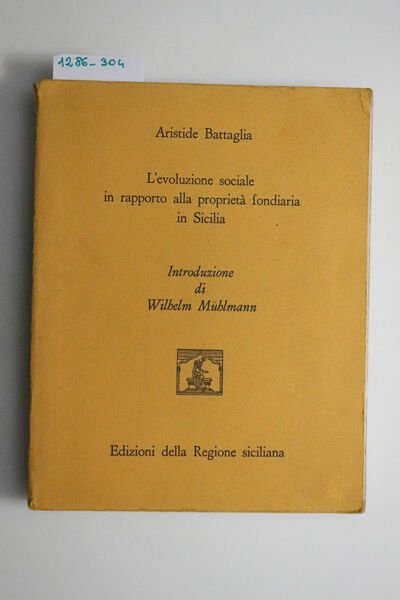 1286-304
Aristide Battaglia
L'evoluzione sociale
in rapporto alla proprietà fondiaria
in Sicilia
Introduzione
di
Wilhelm Mühlmann
Edizioni della Regione siciliana